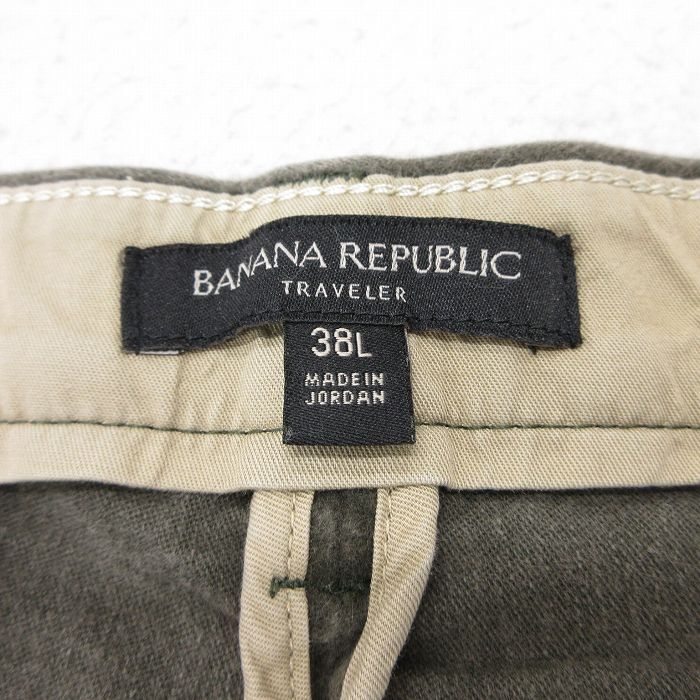 BANANA REPUBLIC
TRAVELER
38L
MADE IN
JORDAN